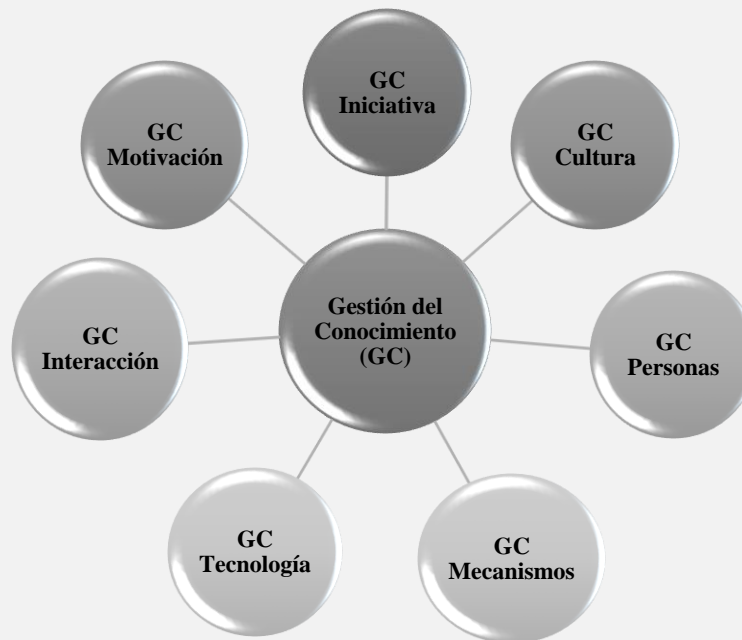 GC
Iniciativa
GC
Motivación
GC
Cultura
Gestión del
Conocimiento
(GC)
GC
Interacción
GC
Personas
GC
Tecnología
GC
Mecanismos